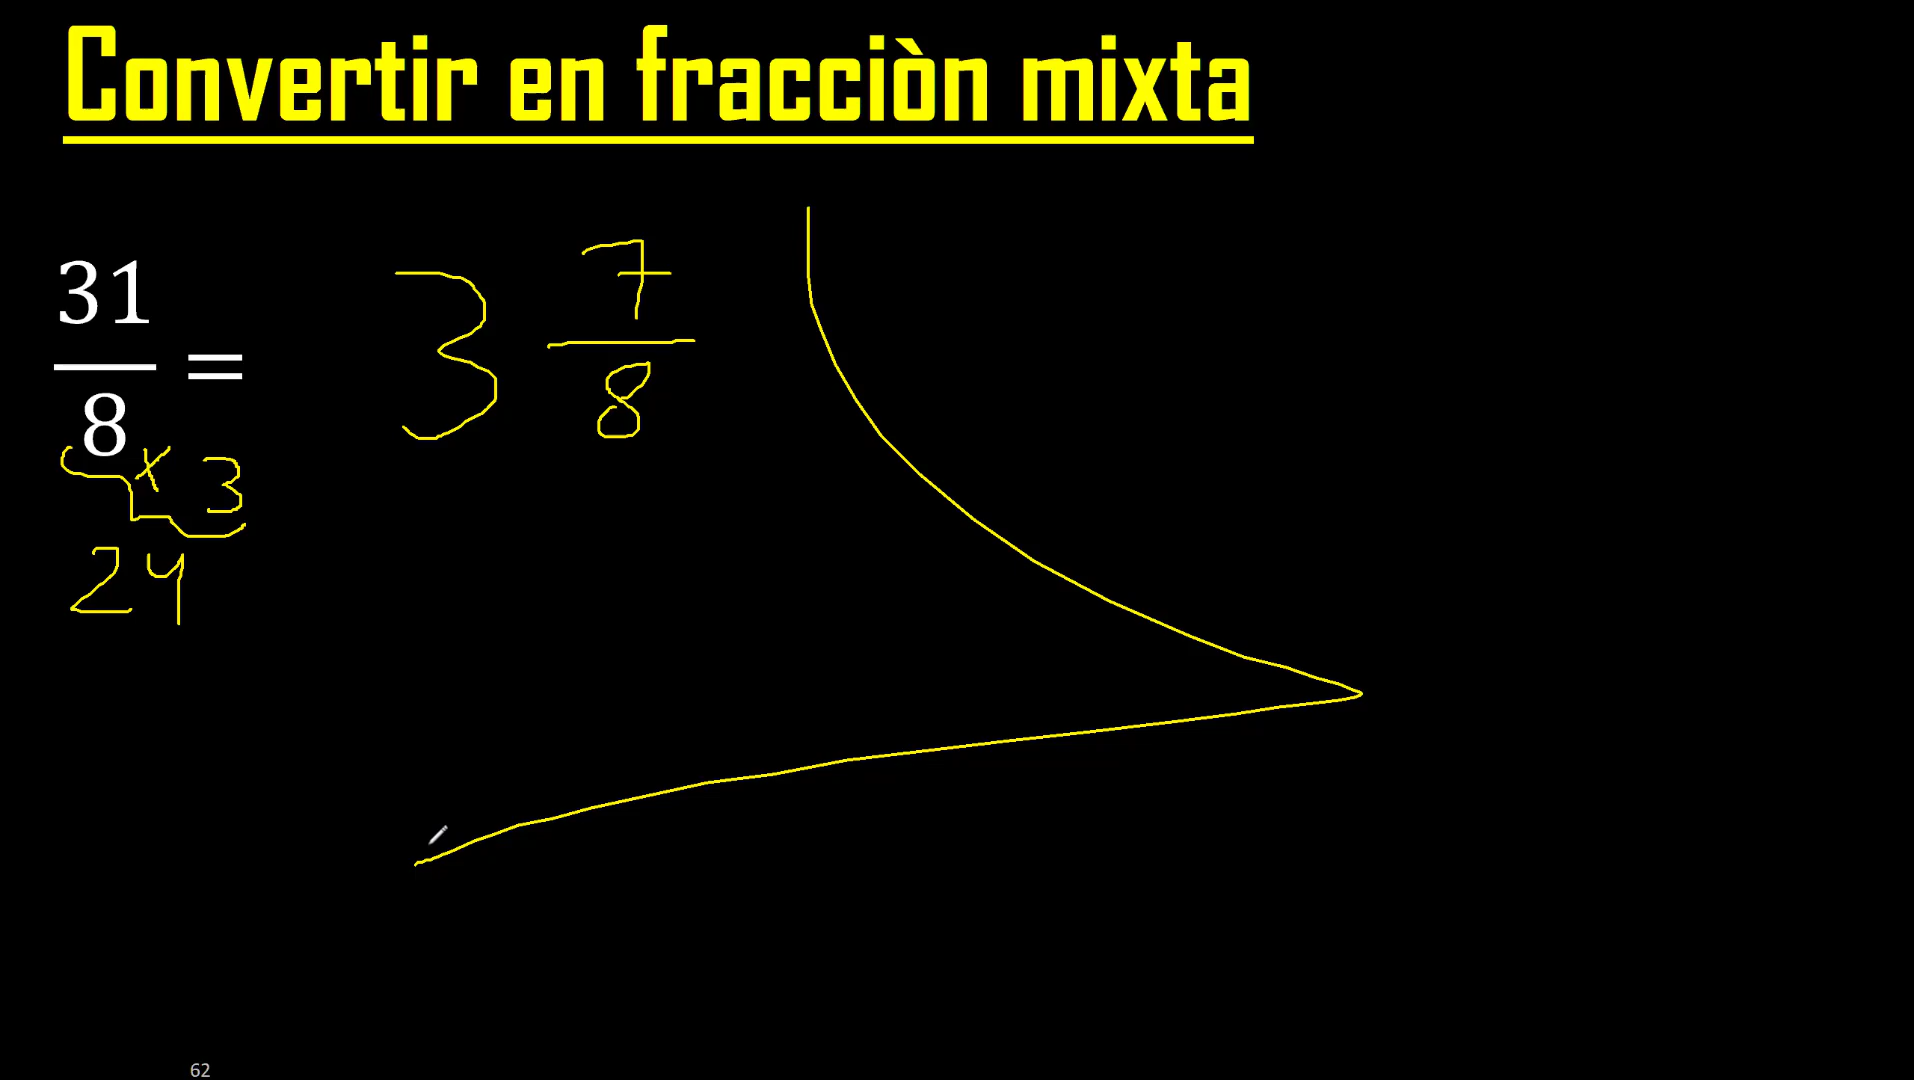 Convertir en fracciòn mixta
31/8 = 3 7/8
x 3
24
62